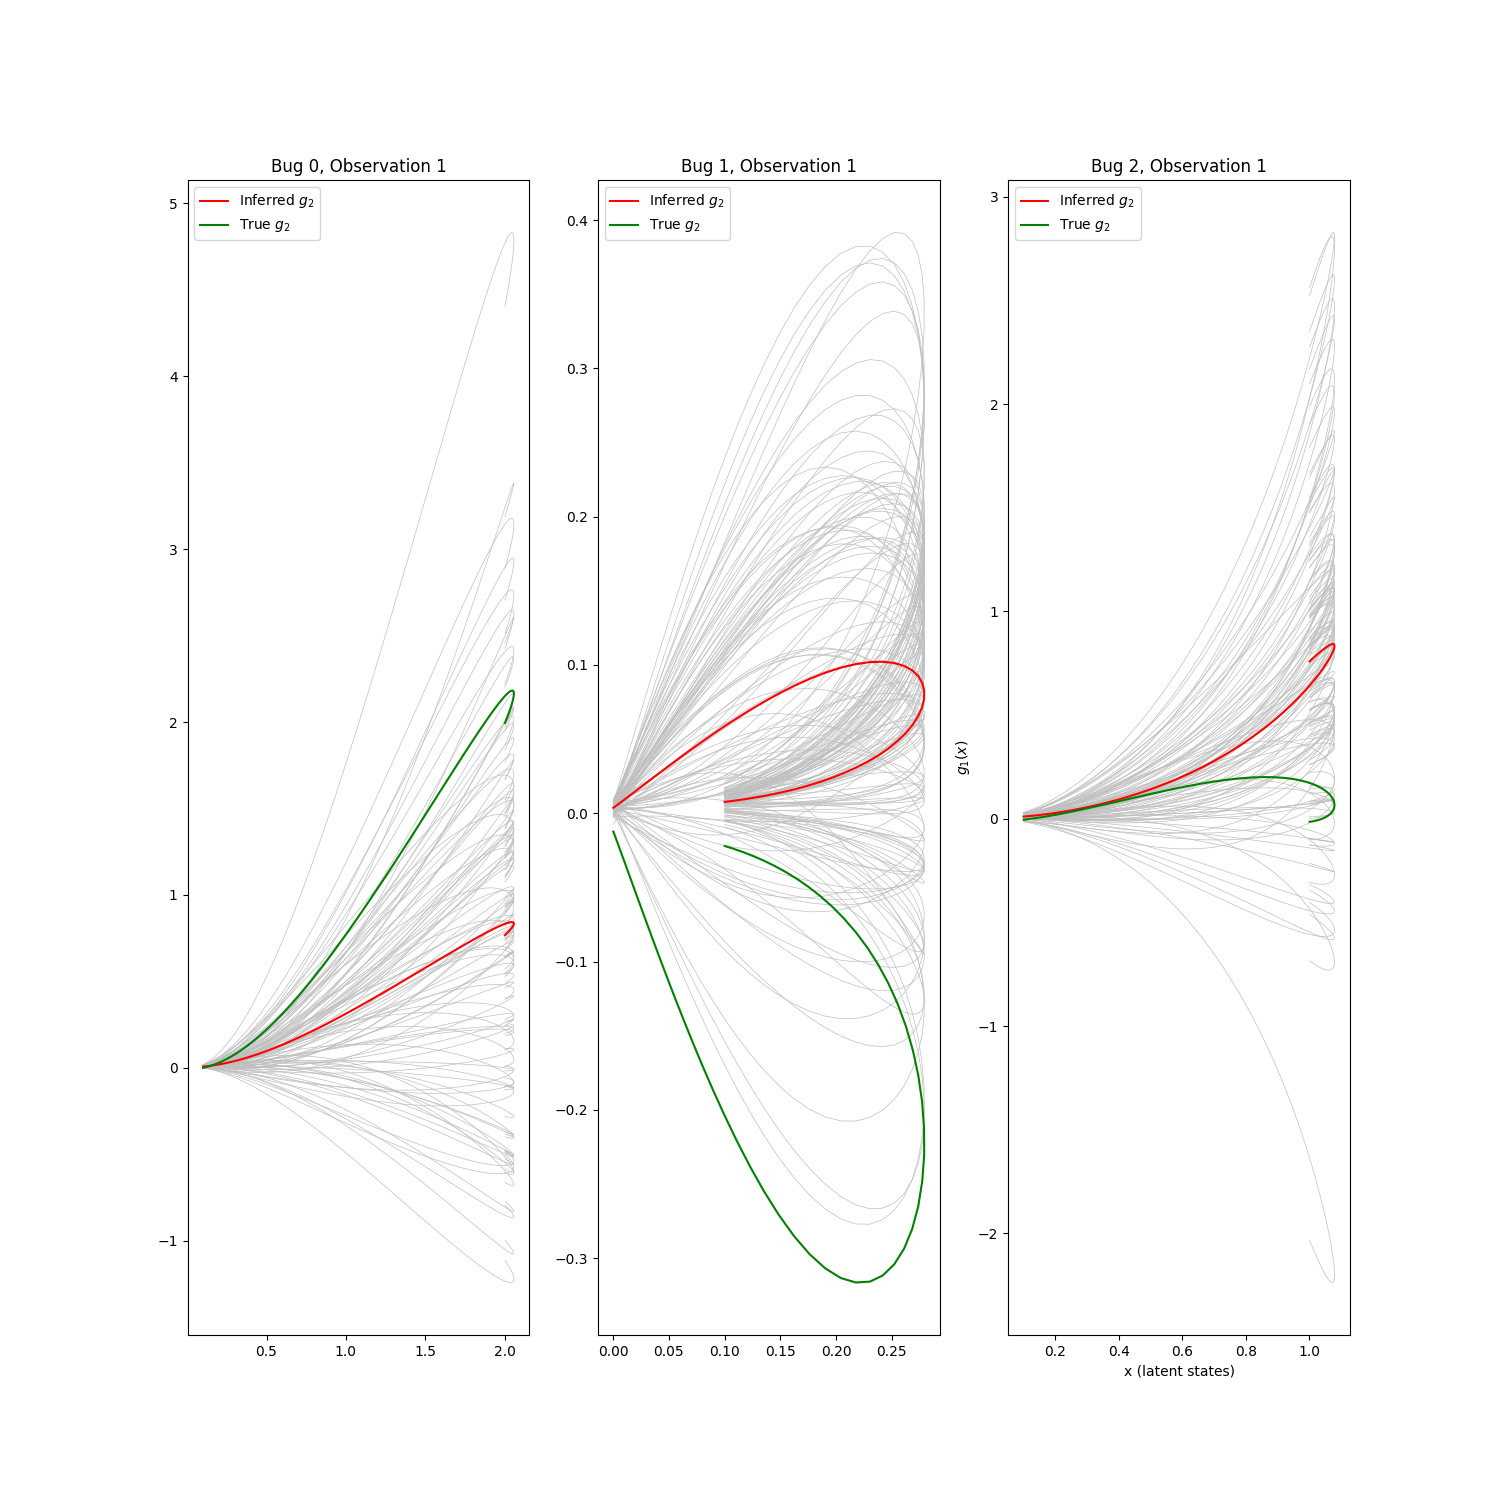 Bug 0, Observation 1
Inferred g₂
True g₂
5
4
3
2
1
0
−1
0.5 1.0 1.5 2.0
Bug 1, Observation 1
Inferred g₂
True g₂
0.4
0.3
0.2
0.1
0.0
−0.1
−0.2
−0.3
0.00 0.05 0.10 0.15 0.20 0.25
Bug 2, Observation 1
Inferred g₂
True g₂
g₁(x)
3
2
1
0
−1
−2
0.2 0.4 0.6 0.8 1.0
x (latent states)